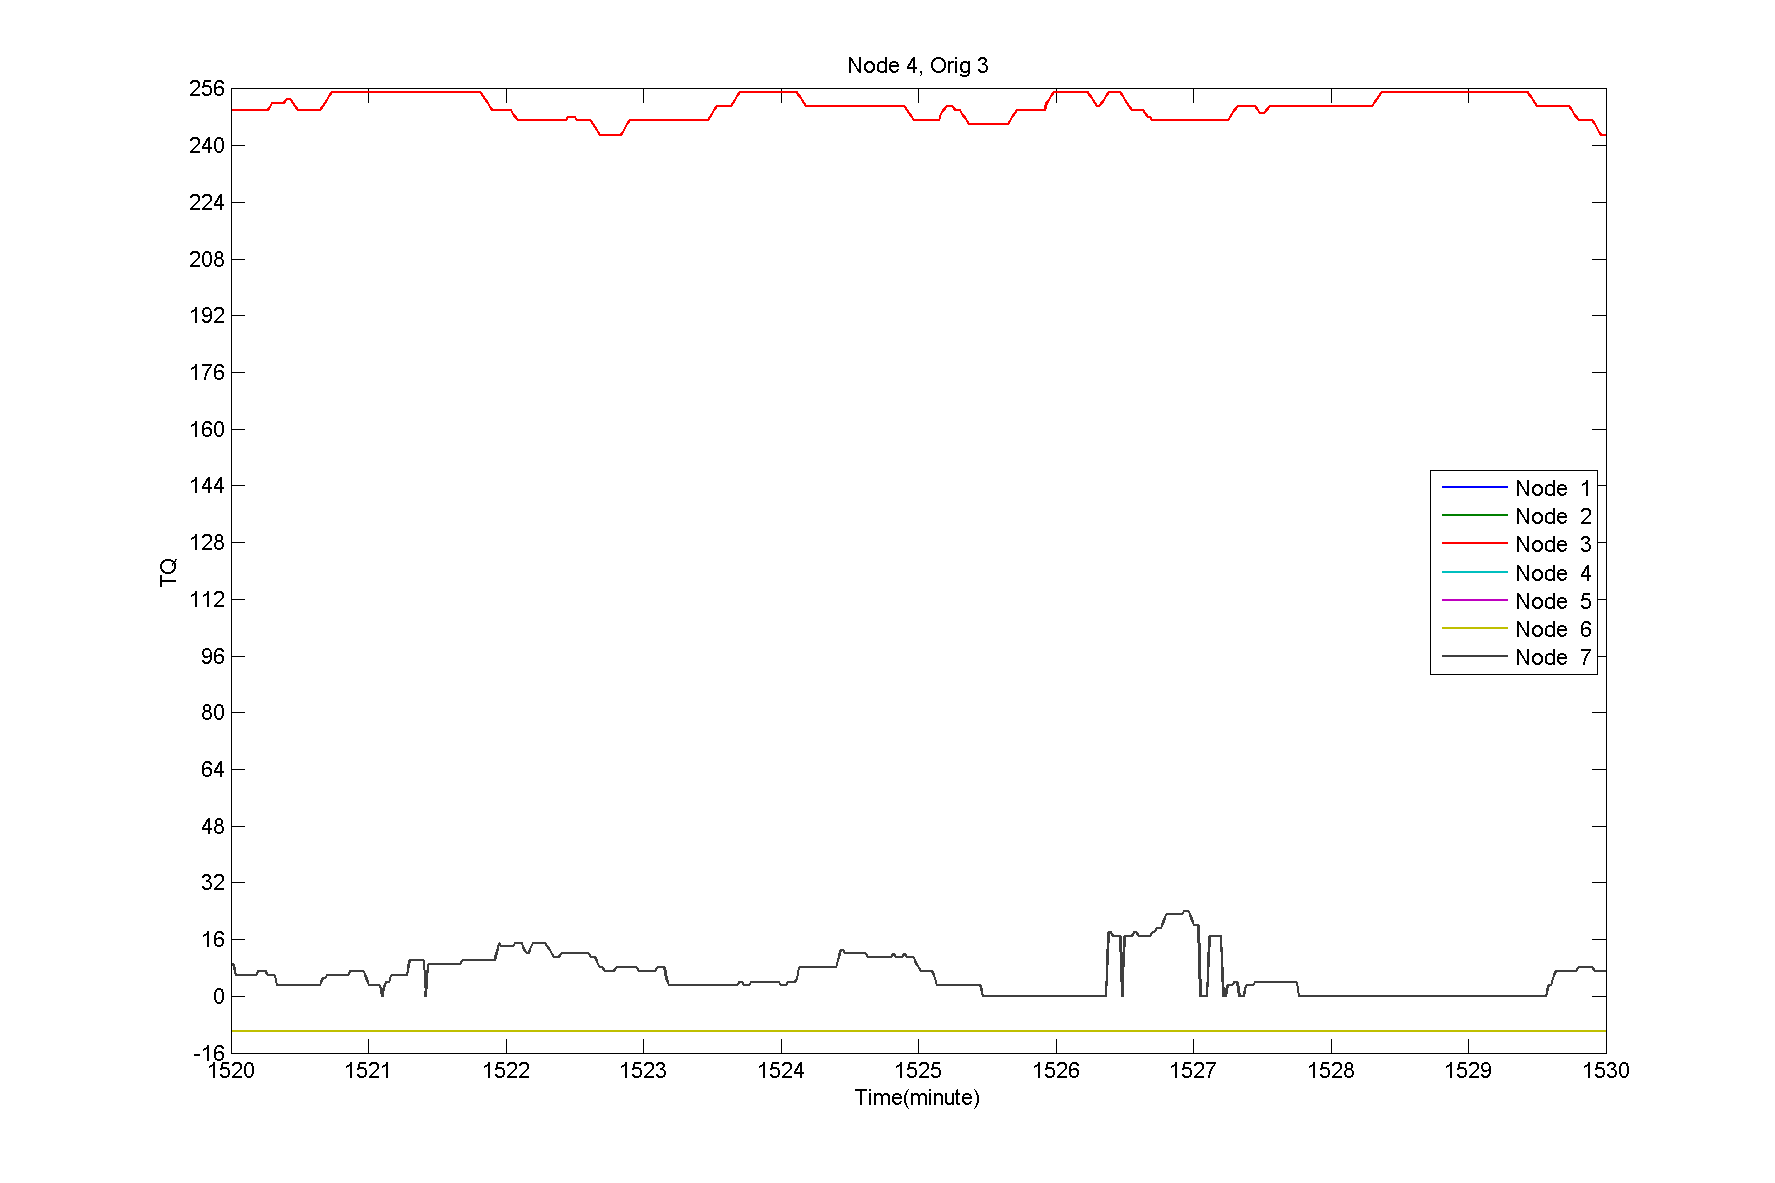 Node 4, Orig 3
256
240
224
208
192
176
160
144
128
112
96
80
64
48
32
16
0
-16
TQ
Node 1
Node 2
Node 3
Node 4
Node 5
Node 6
Node 7
1520 1521 1522 1523 1524 1525 1526 1527 1528 1529 1530
Time(minute)